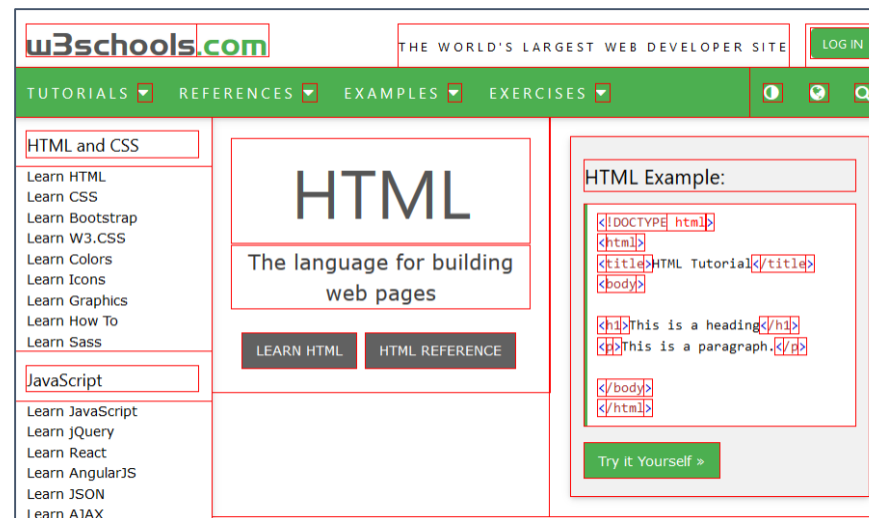 w3schools.com
THE WORLD'S LARGEST WEB DEVELOPER SITE
LOG IN
TUTORIALS REFERENCES EXAMPLES EXERCISES
HTML and CSS
Learn HTML
Learn CSS
Learn Bootstrap
Learn W3.CSS
Learn Colors
Learn Icons
Learn Graphics
Learn How To
Learn Sass
JavaScript
Learn JavaScript
Learn jQuery
Learn React
Learn AngularJS
Learn JSON
Learn AJAX
HTML
The language for building
web pages
LEARN HTML
HTML REFERENCE
HTML Example:
<!DOCTYPE html>
<html>
<title>HTML Tutorial</title>
<body>
<h1>This is a heading</h1>
<p>This is a paragraph.</p>
</body>
</html>
Try it Yourself »